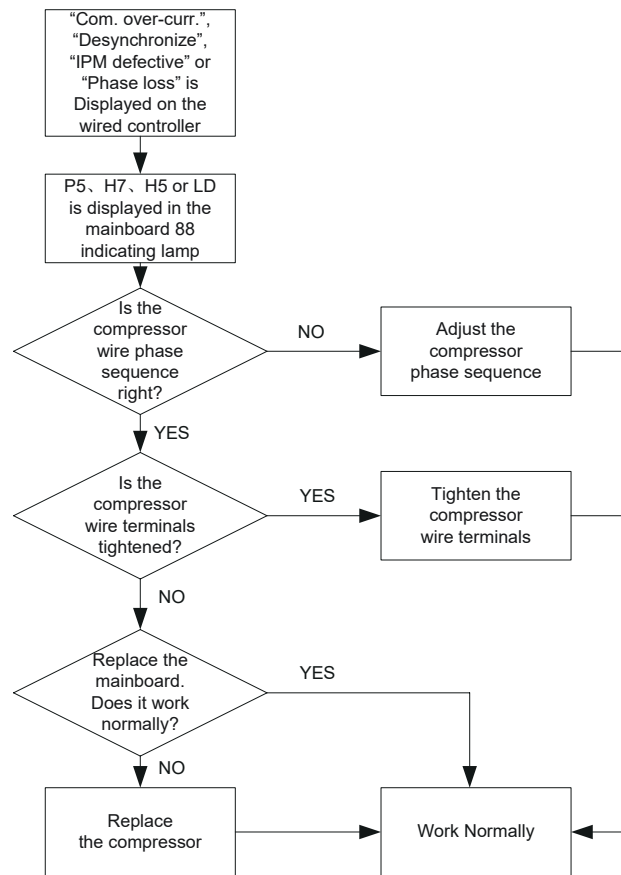 “Com. over-curr.”,
“Desynchronize”,
“IPM defective” or
“Phase loss” is
Displayed on the
wired controller
P5、H7、H5 or LD
is displayed in the
mainboard 88
indicating lamp
Is the
compressor
wire phase
sequence
right?
NO
Adjust the
compressor
phase sequence
YES
Is the
compressor
wire terminals
tightened?
YES
Tighten the
compressor
wire terminals
NO
Replace the
mainboard.
Does it work
normally?
YES
NO
Replace
the compressor
Work Normally